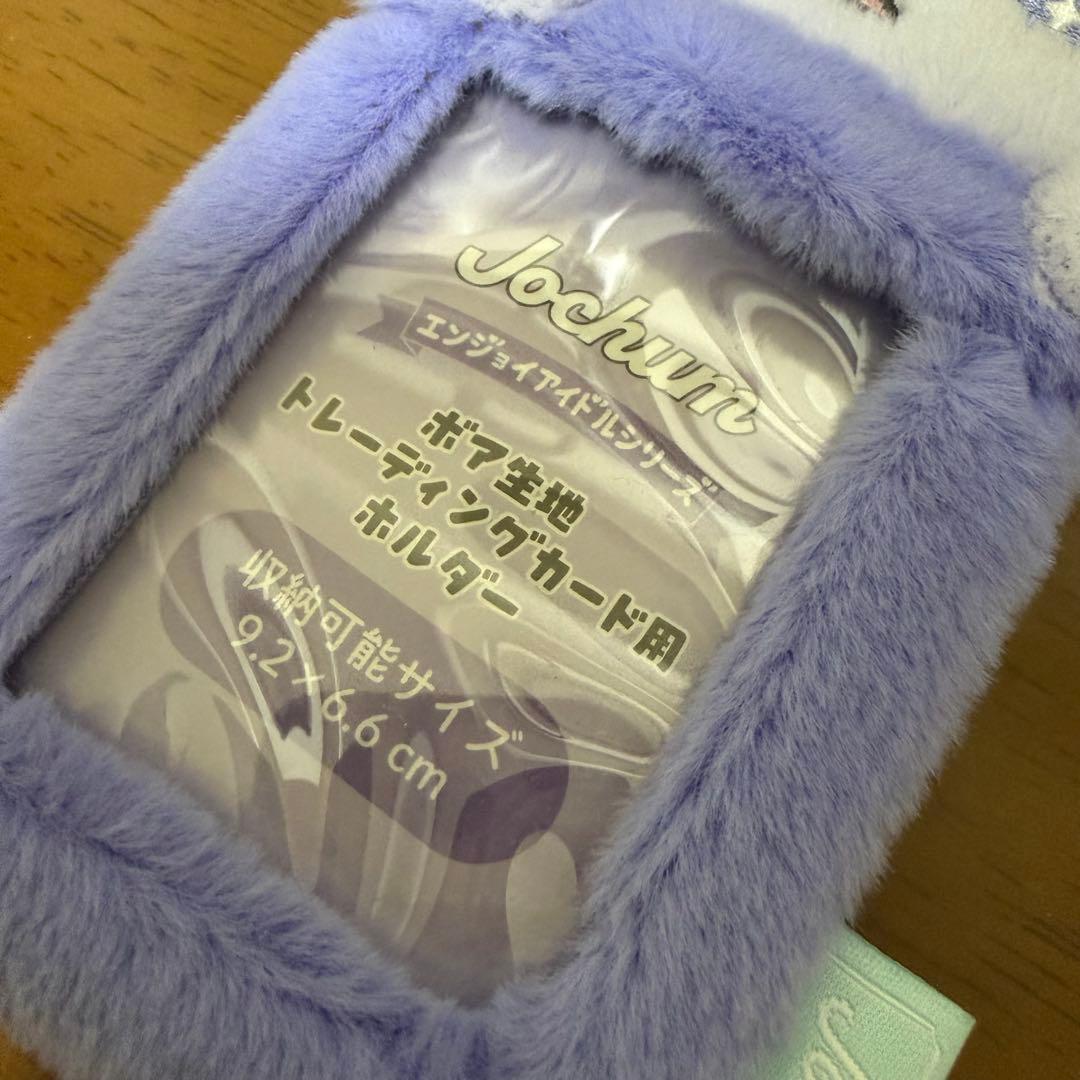 Jochum
エンジョイアイドルシリーズ
ボア生地
トレーディングカード用
ホルダー
収納可能サイズ
9.2×6.6 cm